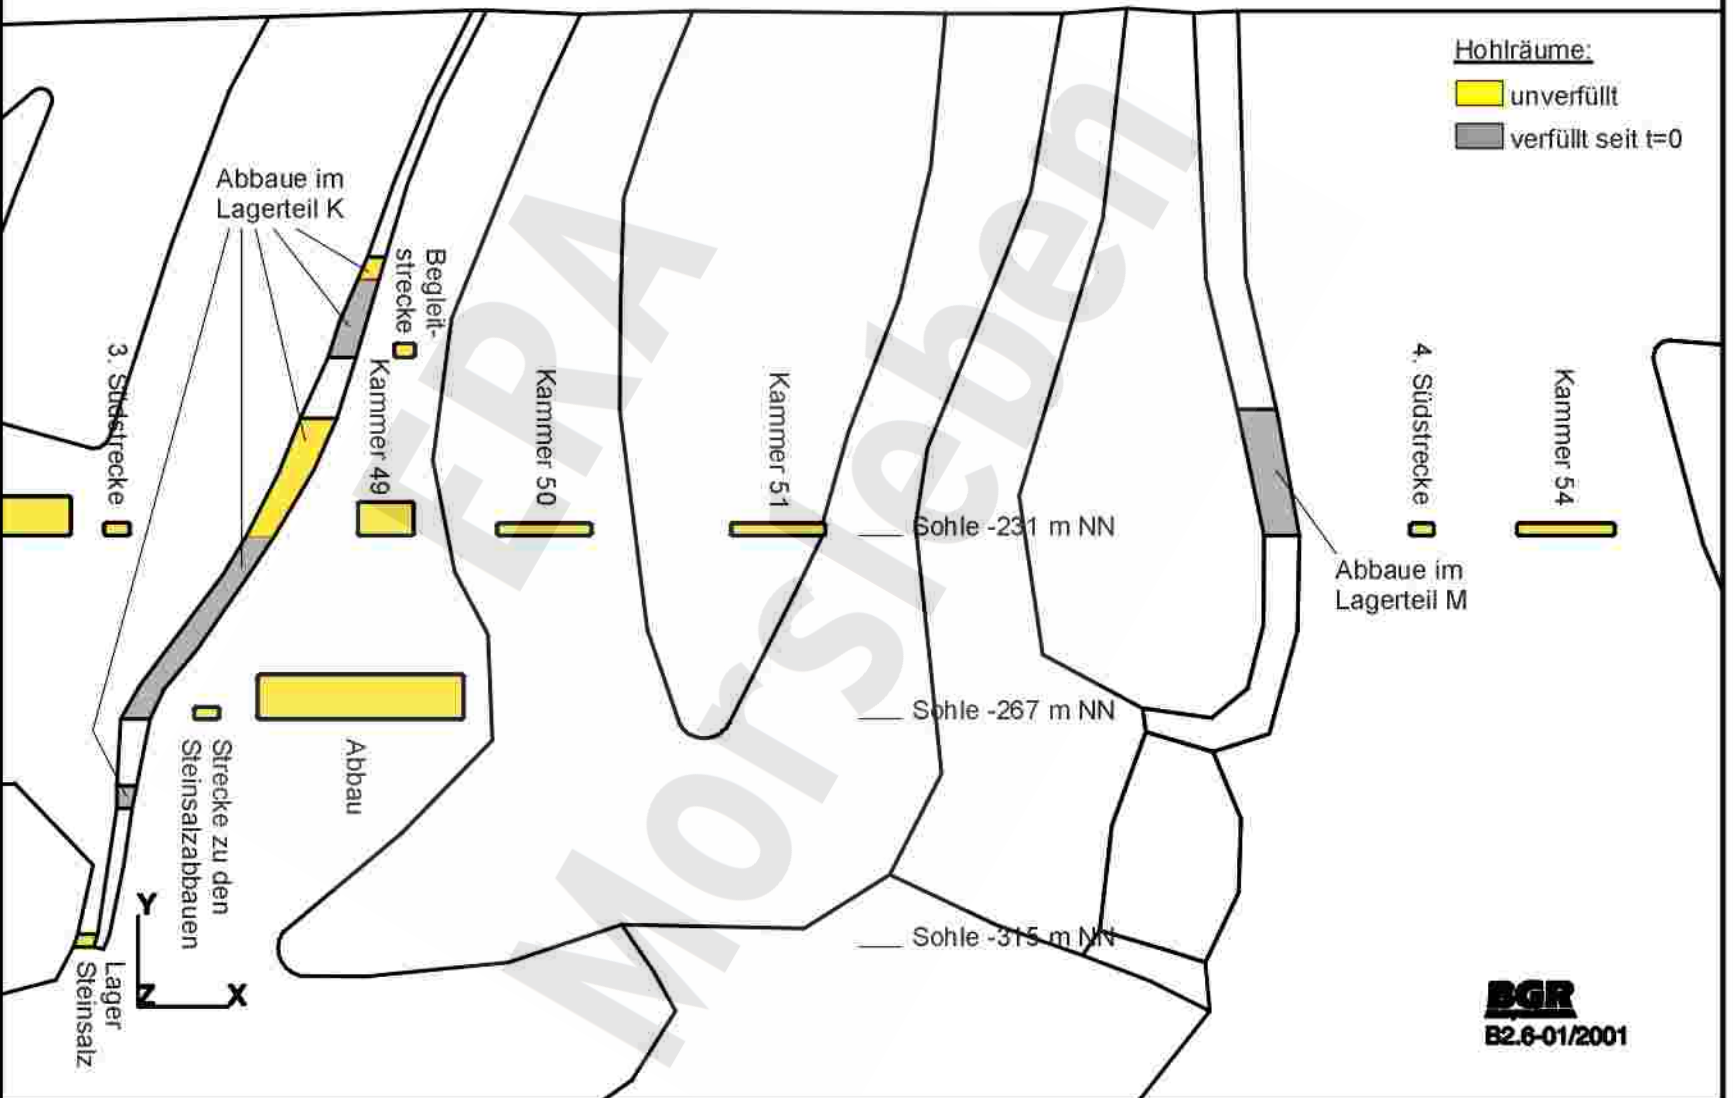 Hohlräume:
unverfüllt
verfüllt seit t=0
Abbaue im
Lagerteil K
Begleit-
strecke
3. Südstrecke
Kammer 49
Kammer 50
Kammer 51
4. Südstrecke
Kammer 54
Sohle -231 m NN
Abbaue im
Lagerteil M
Sohle -267 m NN
Abbau
Strecke zu den
Steinsalzabbauen
Sohle -315 m NN
Y
Z
X
Lager
Steinsalz
BGR
B2.6-01/2001
ERA
Morsleben